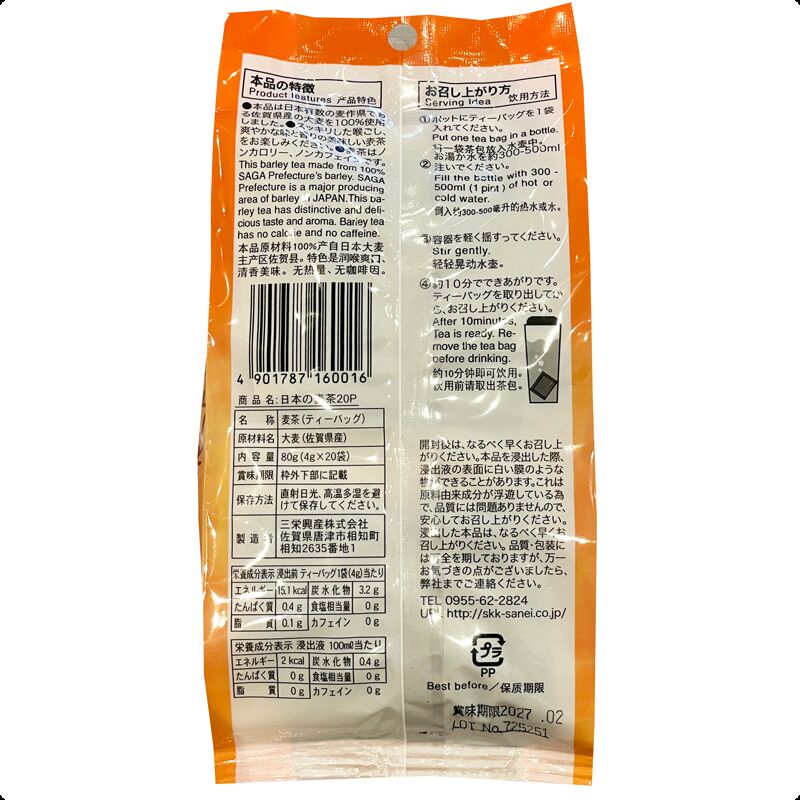 本品の特徴
Product features 产品特色
●本品は日本有数の麦作県であ
る佐賀県産の大麦を100%使用
しました。●スッキリした喉ごし、
爽やかな味と香りの美味しい麦茶
をお楽しみください。●麦茶はノ
ンカロリー、ノンカフェインです。
This barley tea made from 100%
SAGA Prefecture's barley. SAGA
Prefecture is a major producing
area of barley in JAPAN.This ba-
rley tea has distinctive and deli-
cious taste and aroma. Barley tea
has no calorie and no caffeine.
本品原材料100%产自日本大麦
主产区佐贺县。特色是润喉爽口、
清香美味。无热量、无咖啡因。
4 901787 160016
商品名:日本の麦茶20P
名称 麦茶(ティーバッグ)
原材料名 大麦(佐賀県産)
内容量 80g(4g×20袋)
賞味期限 枠外下部に記載
保存方法 直射日光、高温多湿を避
けて保存してください。
製造者 三栄興産株式会社
佐賀県唐津市相知町
相知2635番地1
栄養成分表示 浸出前 ティーバッグ1袋(4g)当たり
エネルギー 15.1kcal 炭水化物 3.2g
たんぱく質 0.4g 食塩相当量 0g
脂質 0.1g カフェイン 0g
栄養成分表示 浸出液 100mℓ当たり
エネルギー 2kcal 炭水化物 0.4g
たんぱく質 0g 食塩相当量 0g
脂質 0g カフェイン 0g
お召し上がり方
Serving Idea 饮用方法
①ポットにティーバッグを1袋
入れてください。
Put one tea bag in a bottle.
将一袋茶包放入水壶中。
②お湯か水を約300-500ml
注いでください。
Fill the bottle with 300 -
500ml (1 pint) of hot or
cold water.
倒入约300-500毫升的热水或水。
③容器を軽く揺すってください。
Stir gently.
轻轻晃动水壶。
④約10分でできあがりです。
ティーバッグを取り出してか
ら、お召し上がりください。
After 10minutes,
Tea is ready. Re-
move the tea bag
before drinking.
约10分钟即可饮用。
饮用前请取出茶包。
開封後は、なるべく早くお召し上
がりください。本品を浸出した際、
浸出液の表面に白い膜のような
物ができることがあります。これは
原料由来成分が浮遊している為
で、品質には問題ありませんので、
安心してお召し上がりください。
浸出した本品は、なるべく早くお
召し上がりください。品質・包装に
は万全を期しておりますが、万一
お気づきの点がございましたら、
弊社までご連絡ください。
TEL 0955-62-2824
URL http://skk-sanei.co.jp/
プラ
PP
Best before/保质期限
賞味期限2027.02
LOT No.725251